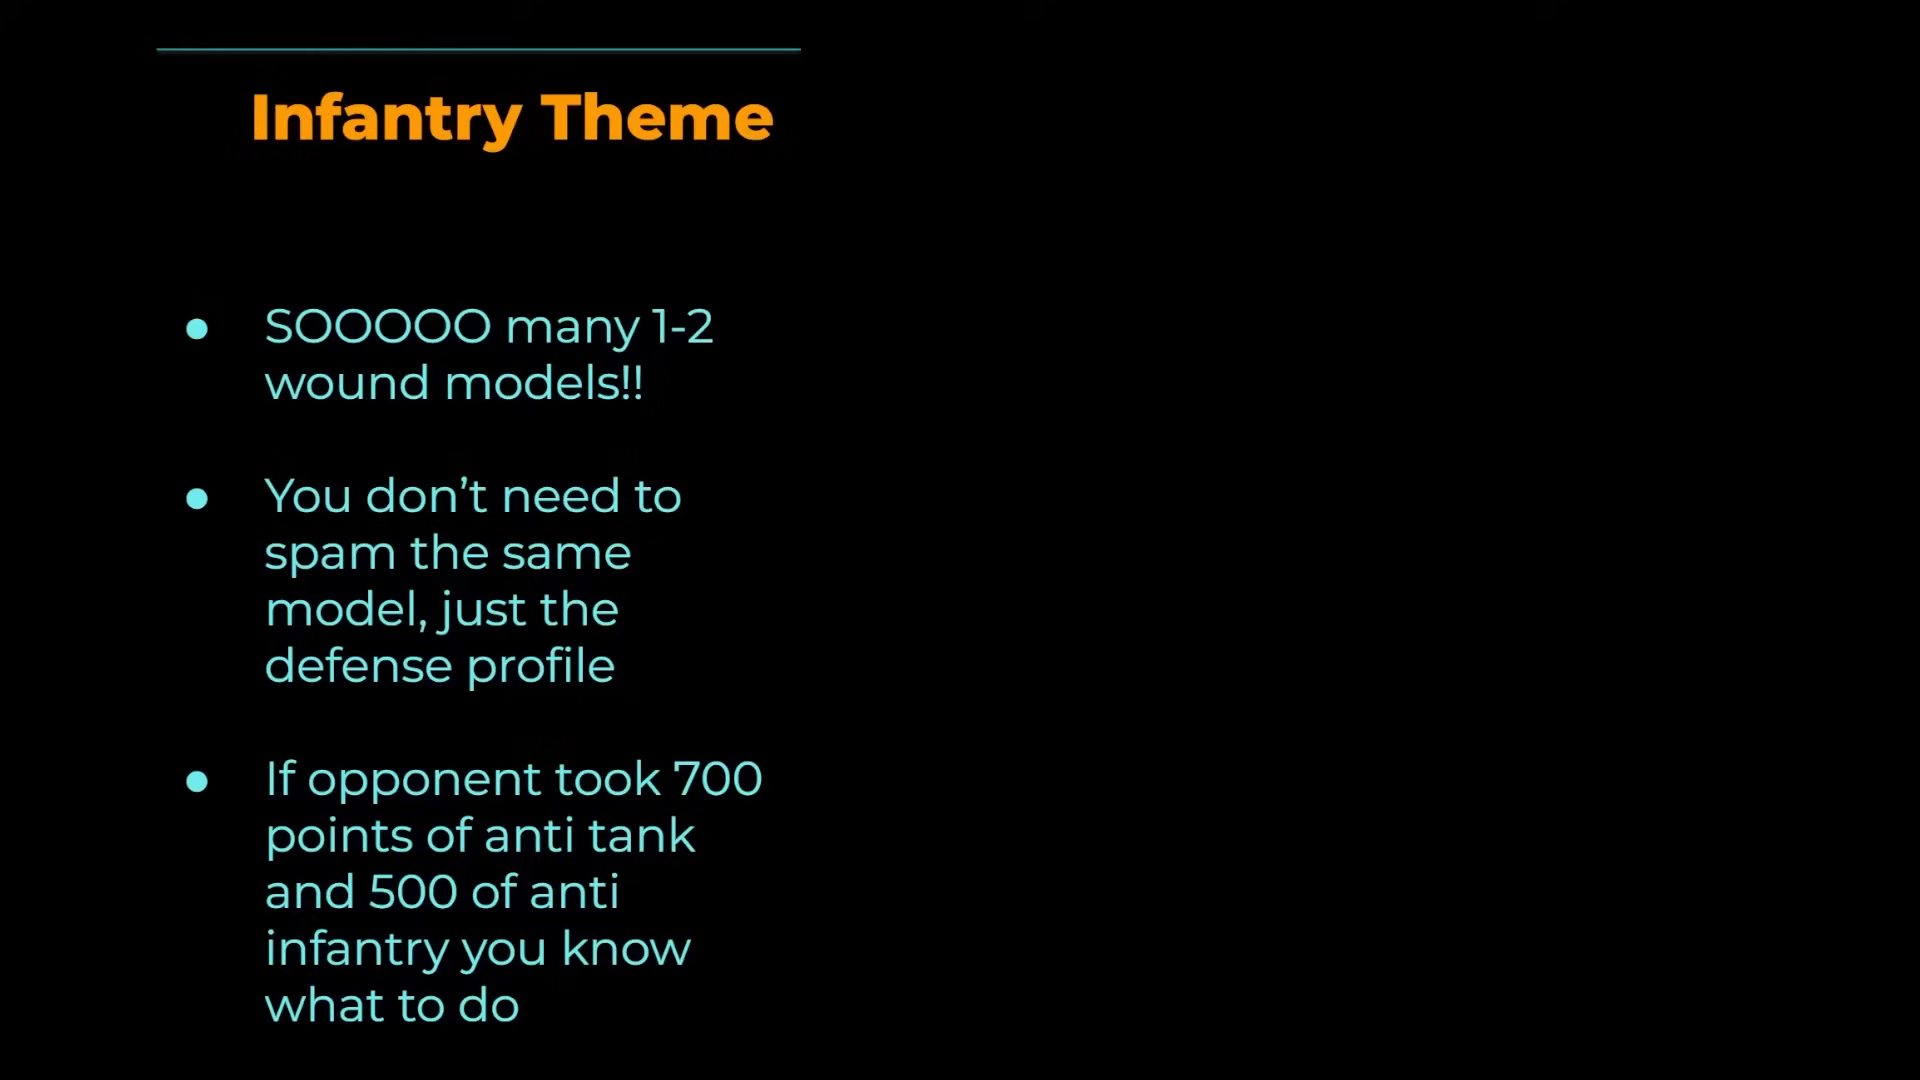 Infantry Theme
● SOOOOO many 1-2
wound models!!
● You don’t need to
spam the same
model, just the
defense profile
● If opponent took 700
points of anti tank
and 500 of anti
infantry you know
what to do